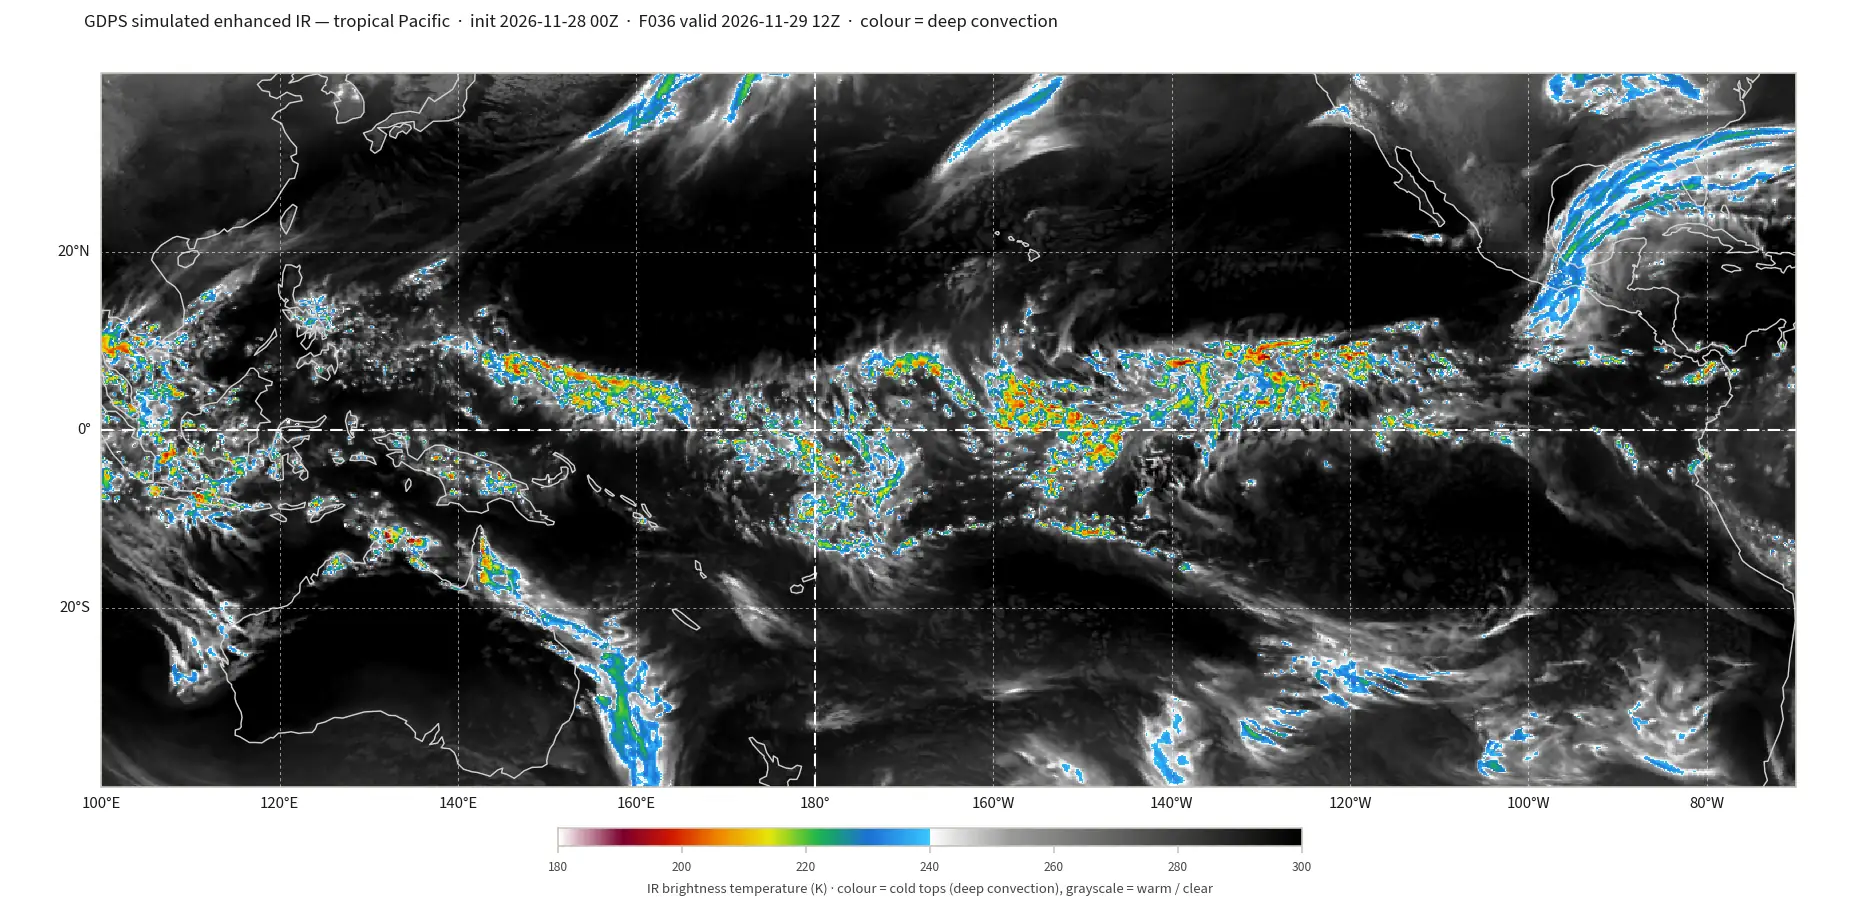 GDPS simulated enhanced IR — tropical Pacific · init 2026-11-28 00Z · F036 valid 2026-11-29 12Z · colour = deep convection
20°N
0°
20°S
100°E 120°E 140°E 160°E 180° 160°W 140°W 120°W 100°W 80°W
180 200 220 240 260 280 300
IR brightness temperature (K) · colour = cold tops (deep convection), grayscale = warm / clear